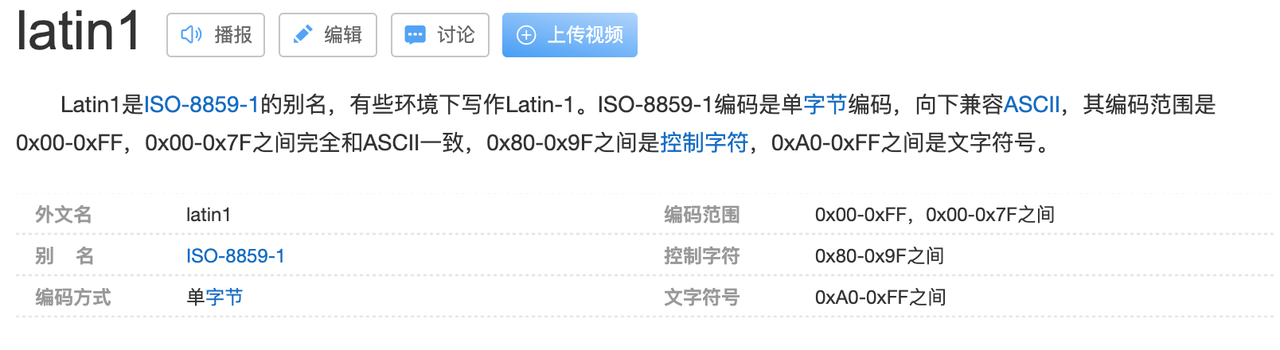 latin1 播报 编辑 讨论 上传视频
Latin1是ISO-8859-1的别名，有些环境下写作Latin-1。ISO-8859-1编码是单字节编码，向下兼容ASCII，其编码范围是
0x00-0xFF，0x00-0x7F之间完全和ASCII一致，0x80-0x9F之间是控制字符，0xA0-0xFF之间是文字符号。
外文名 latin1 编码范围 0x00-0xFF，0x00-0x7F之间
别 名 ISO-8859-1 控制字符 0x80-0x9F之间
编码方式 单字节 文字符号 0xA0-0xFF之间